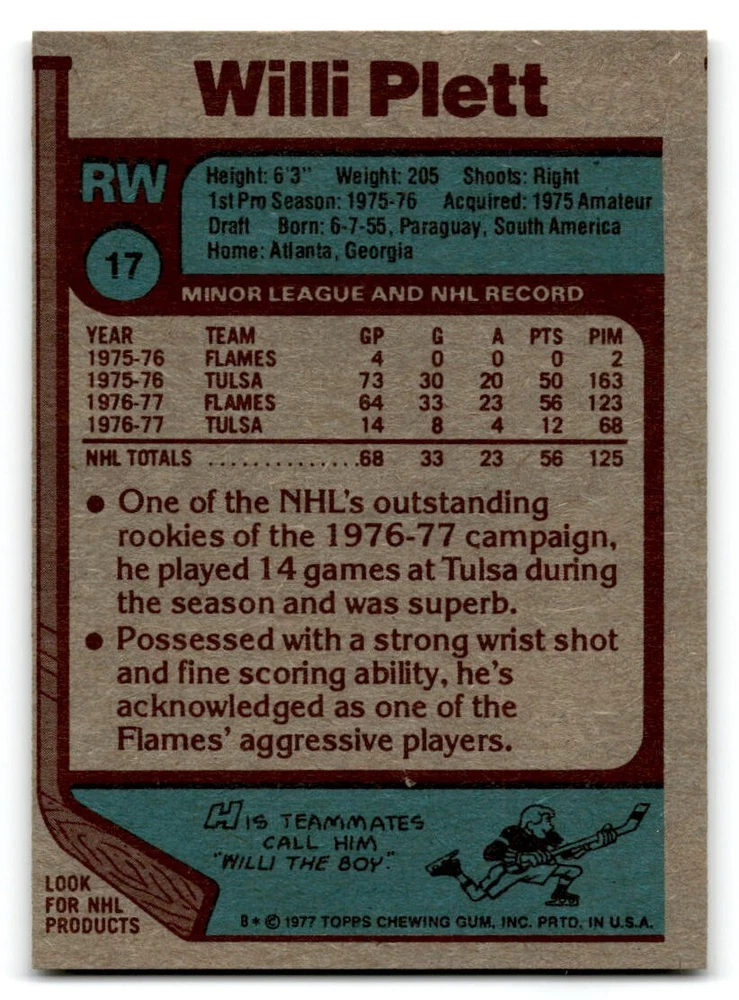 Willi Plett
RW
17
Height: 6'3" Weight: 205 Shoots: Right
1st Pro Season: 1975-76 Acquired: 1975 Amateur
Draft Born: 6-7-55, Paraguay, South America
Home: Atlanta, Georgia
MINOR LEAGUE AND NHL RECORD
YEAR TEAM GP G A PTS PIM
1975-76 FLAMES 4 0 0 0 2
1975-76 TULSA 73 30 20 50 163
1976-77 FLAMES 64 33 23 56 123
1976-77 TULSA 14 8 4 12 68
NHL TOTALS ..............68 33 23 56 125
● One of the NHL's outstanding
rookies of the 1976-77 campaign,
he played 14 games at Tulsa during
the season and was superb.
● Possessed with a strong wrist shot
and fine scoring ability, he's
acknowledged as one of the
Flames' aggressive players.
HIS TEAMMATES
CALL HIM
"WILLI THE BOY."
LOOK
FOR NHL
PRODUCTS
B * © 1977 TOPPS CHEWING GUM, INC. PRTD. IN U.S.A.